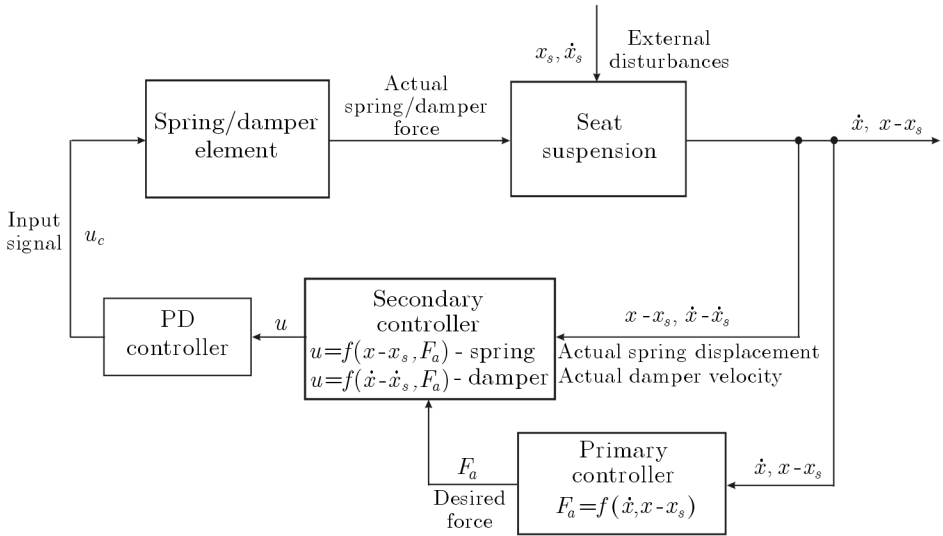 x_s, ẋ_s
External
disturbances
Spring/damper
element
Actual
spring/damper
force
Seat
suspension
ẋ, x-x_s
Input
signal
u_c
PD
controller
u
Secondary
controller
u=f(x-x_s, F_a) - spring
u=f(ẋ-ẋ_s, F_a) - damper
x-x_s, ẋ-ẋ_s
Actual spring displacement
Actual damper velocity
F_a
Desired
force
Primary
controller
F_a=f(ẋ,x-x_s)
ẋ, x-x_s